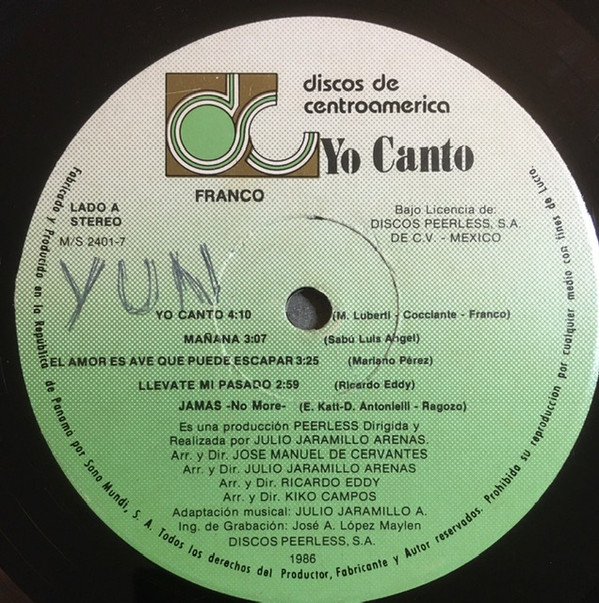 discos de
centroamerica
dc
Yo Canto
FRANCO
LADO A
STEREO
M/S 2401-7
Bajo Licencia de:
DISCOS PEERLESS, S.A.
DE C.V. - MEXICO
YUN
YO CANTO 4:10 (M. Luberti - Cocciante - Franco)
MAÑANA 3:07 (Sabú Luis Angel)
EL AMOR ES AVE QUE PUEDE ESCAPAR 3:25 (Mariano Pérez)
LLEVATE MI PASADO 2:59 (Ricardo Eddy)
JAMAS -No More- (E. Katt-D. Antonielli - Ragozo)
Es una producción PEERLESS Dirigida y
Realizada por JULIO JARAMILLO ARENAS.
Arr. y Dir. JOSE MANUEL DE CERVANTES
Arr. y Dir. JULIO JARAMILLO ARENAS
Arr. y Dir. RICARDO EDDY
Arr. y Dir. KIKO CAMPOS
Adaptación musical: JULIO JARAMILLO A.
Ing. de Grabación: José A. López Maylen
DISCOS PEERLESS, S.A.
1986
Fabricado y Producido en la República de Panamá por Sono Mundi, S. A. Todos los derechos del Productor, Fabricante y Autor reservados. Prohibida su reproducción por cualquier medio con fines de Lucro.